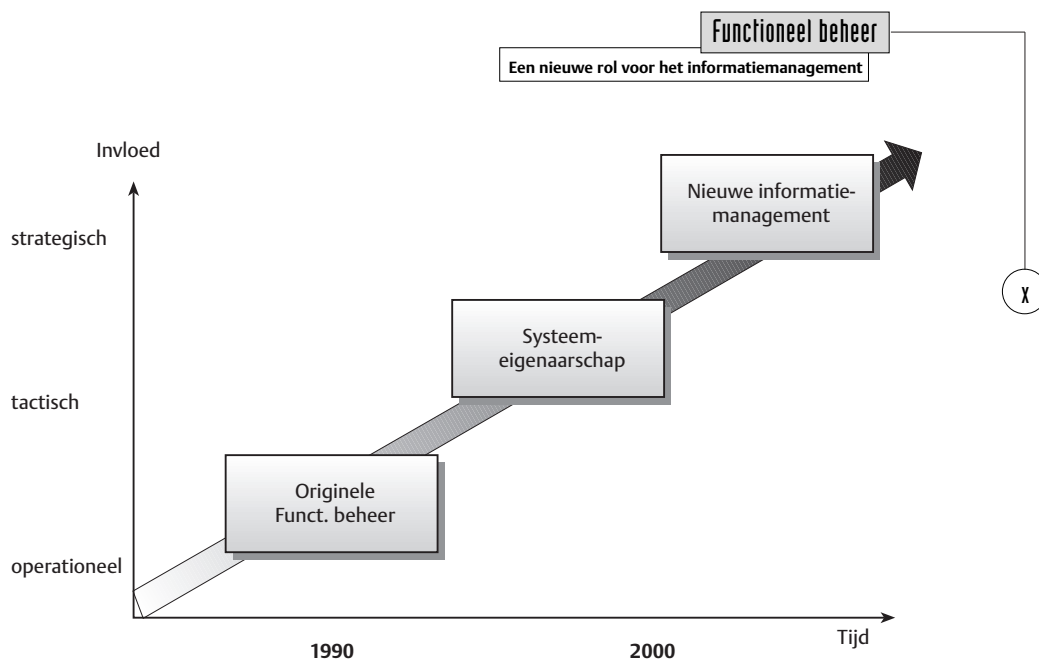 Functioneel beheer
Een nieuwe rol voor het informatiemanagement
Invloed
Nieuwe informatie-
management
strategisch
x
Systeem-
eigenaarschap
tactisch
Originele
Funct. beheer
operationeel
Tijd
1990
2000